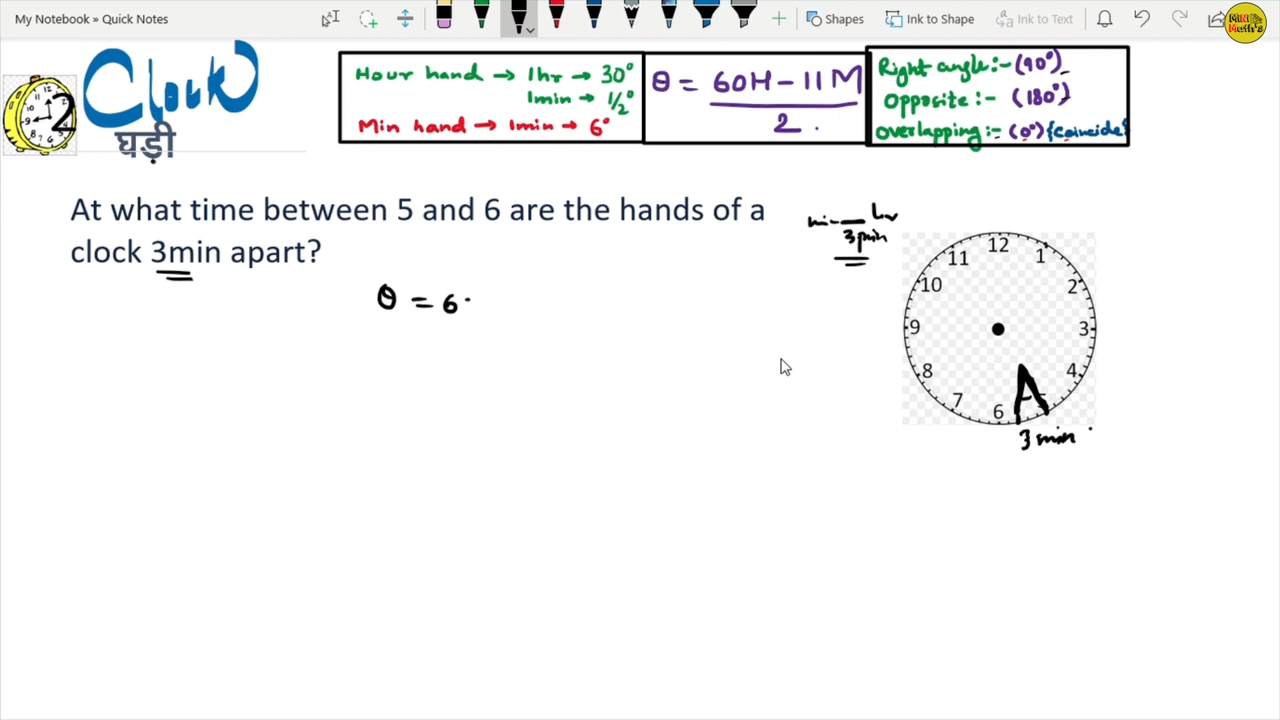 My Notebook » Quick Notes
Shapes
Ink to Shape
Ink to Text
Mini Math's
Clock
घड़ी
Hour hand → 1hr → 30°
1min → 1/2°
Min hand → 1min → 6°
θ = 60H - 11M
2.
Right angle:- (90°)
Opposite :- (180°)
overlapping :- (0°) {Coincide}
At what time between 5 and 6 are the hands of a
clock 3min apart?
hr
3min
θ = 6
12
11
1
10
2
9
3
8
4
7
6
5
3 min